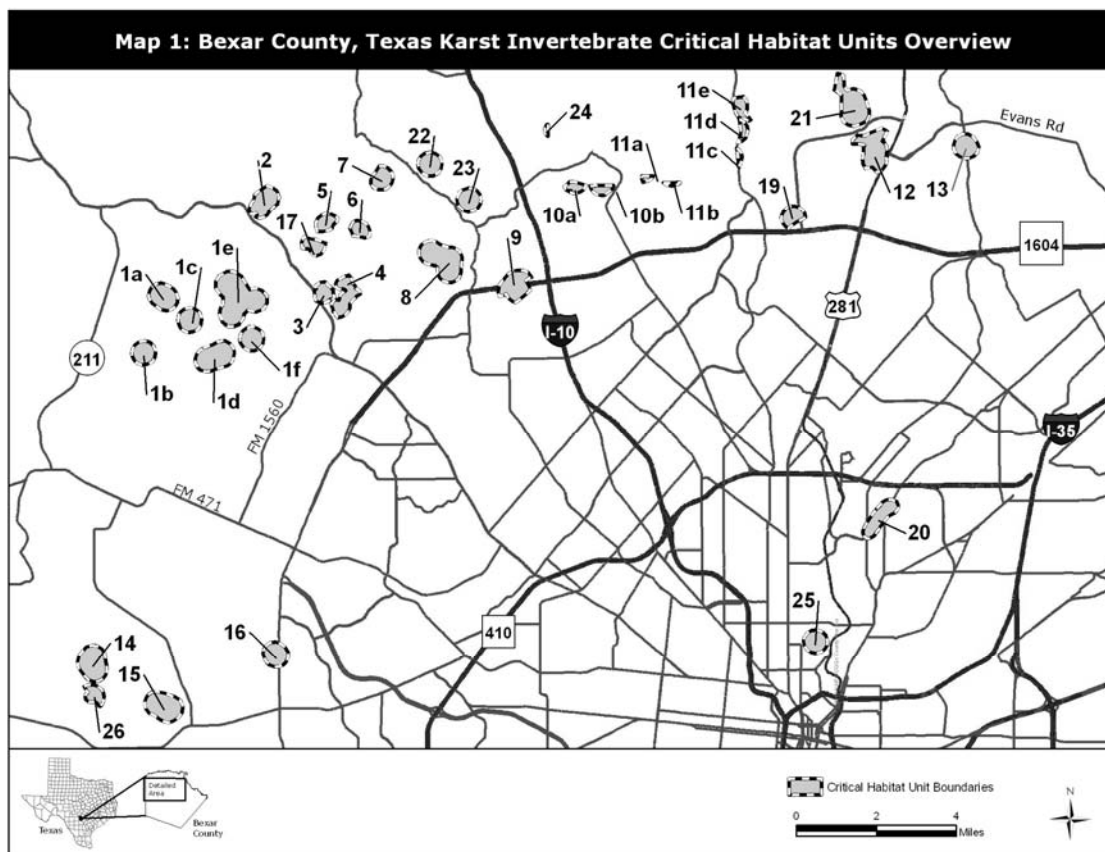 Map 1: Bexar County, Texas Karst Invertebrate Critical Habitat Units Overview
24
11e
21
11d
Evans Rd
22
11a
11c
2
7
23
12
13
5
19
6
10a
10b
11b
17
1604
1e
9
1a
1c
4
8
3
281
I-10
211
1f
1b
1d
FM 1560
I-35
FM 471
20
25
16
410
14
15
26
Detailed
Area
Texas
Bexar
County
Critical Habitat Unit Boundaries
N
0 2 4
Miles